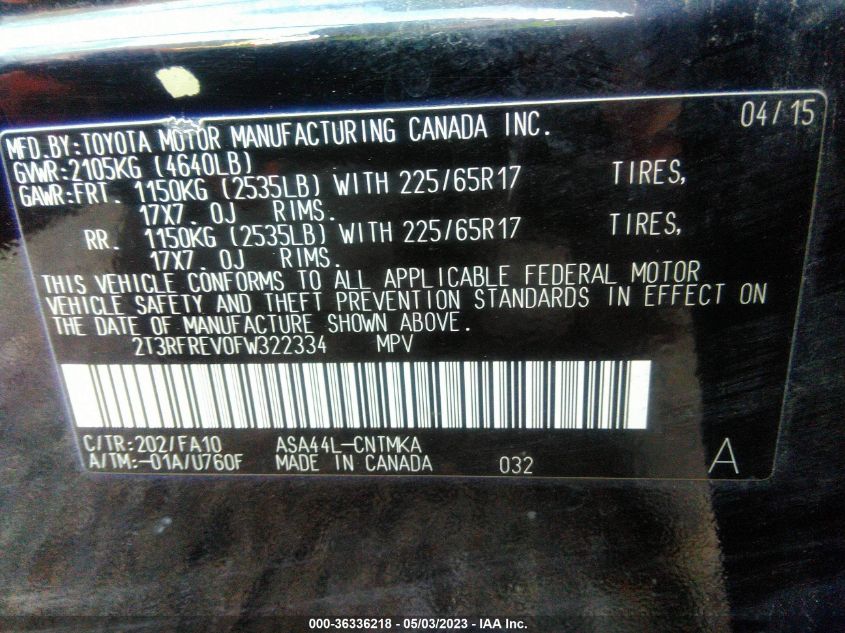 04/15
MFD.BY:TOYOTA MOTOR MANUFACTURING CANADA INC.
GVWR:2105KG (4640LB)
GAWR:FRT. 1150KG (2535LB) WITH 225/65R17 TIRES,
17X7.0J RIMS.
RR. 1150KG (2535LB) WITH 225/65R17 TIRES,
17X7.0J RIMS.
THIS VEHICLE CONFORMS TO ALL APPLICABLE FEDERAL MOTOR
VEHICLE SAFETY AND THEFT PREVENTION STANDARDS IN EFFECT ON
THE DATE OF MANUFACTURE SHOWN ABOVE.
2T3RFREV0FW322334 MPV
C/TR:202/FA10 ASA44L-CNTMKA
A/TM:-01A/U760F MADE IN CANADA 032 A
000-36336218 - 05/03/2023 - IAA Inc.